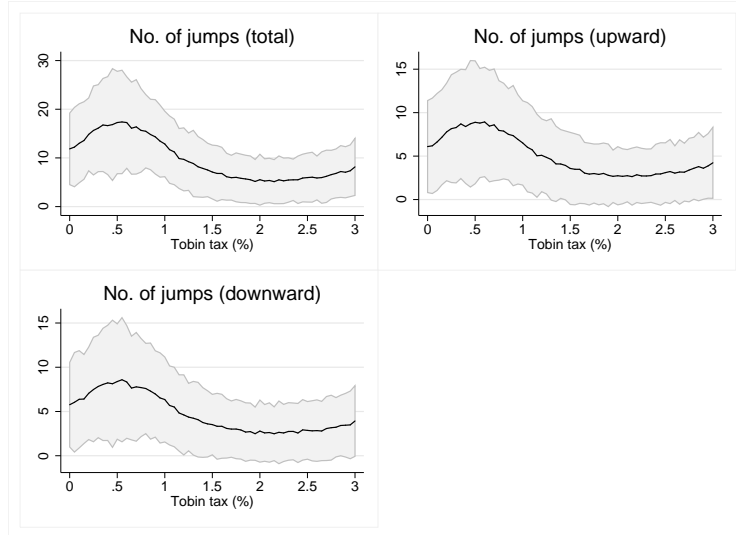 No. of jumps (total)
30
20
10
0
0 .5 1 1.5 2 2.5 3
Tobin tax (%)
No. of jumps (upward)
15
10
5
0
0 .5 1 1.5 2 2.5 3
Tobin tax (%)
No. of jumps (downward)
15
10
5
0
0 .5 1 1.5 2 2.5 3
Tobin tax (%)